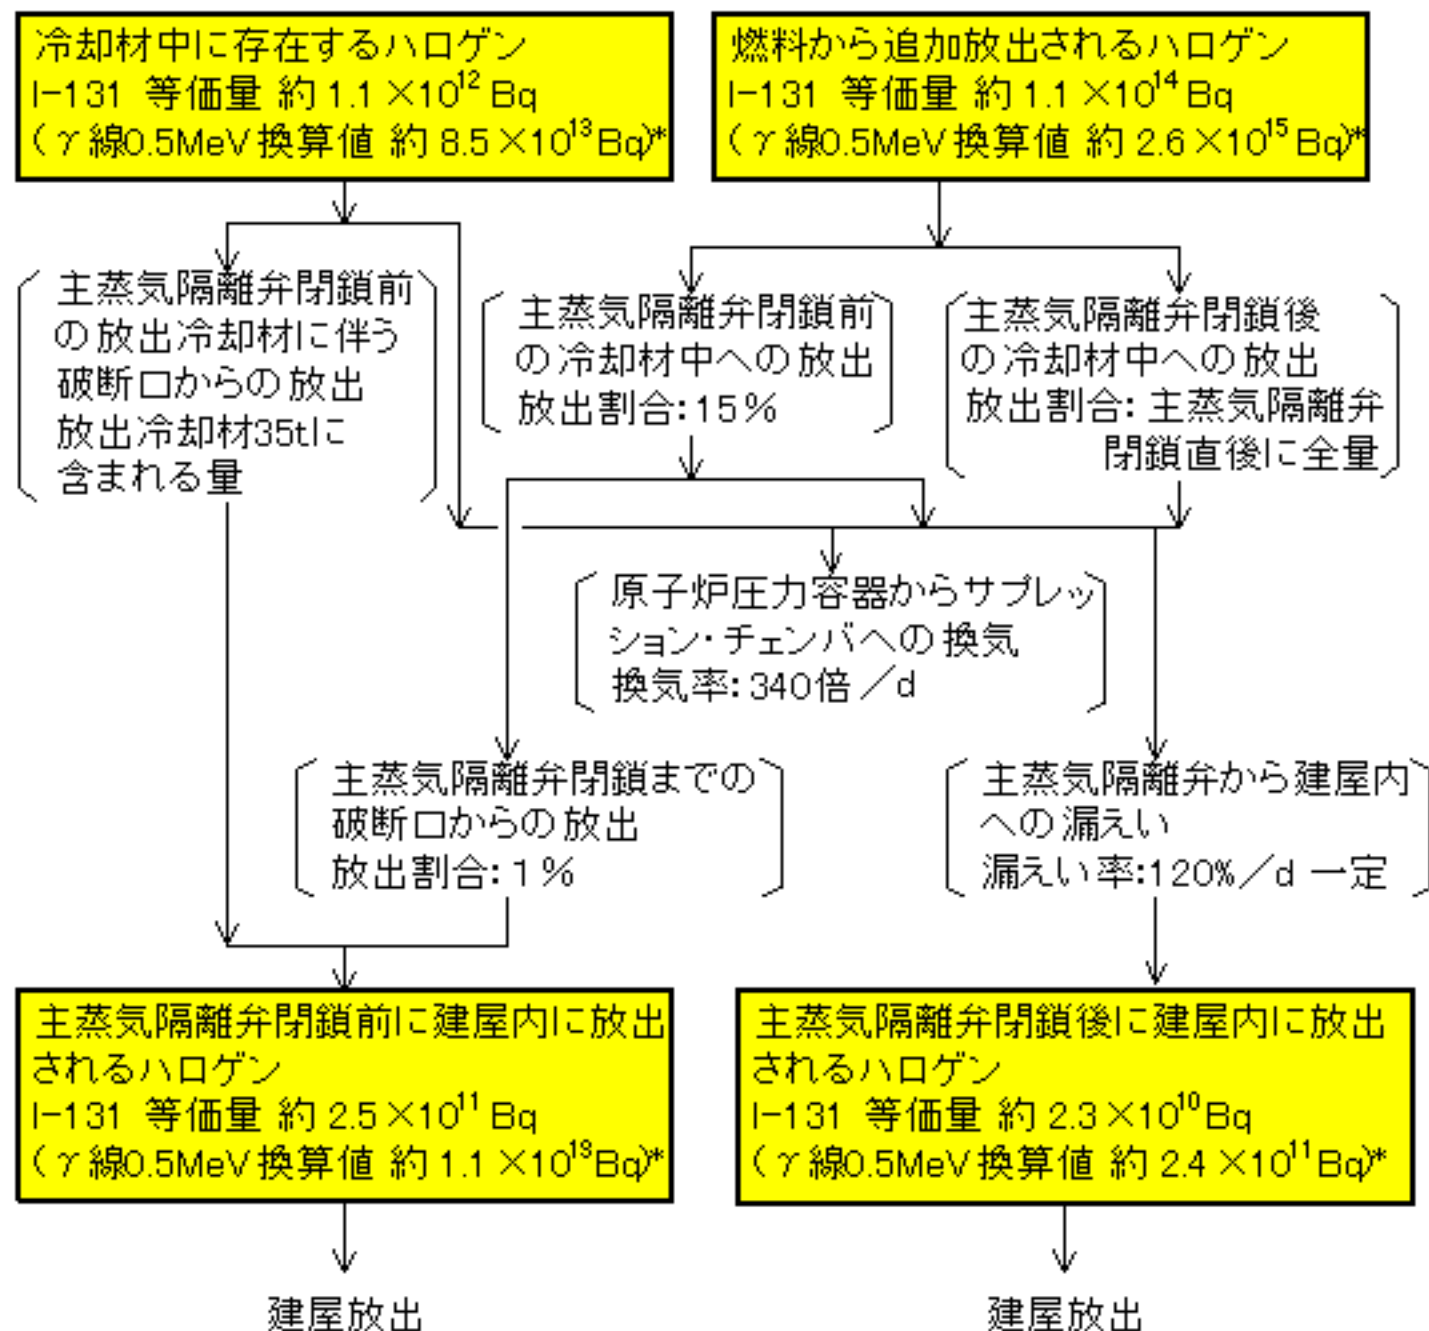 冷却材中に存在するハロゲン
I-131 等価量 約 1.1 ×10¹² Bq
(γ線0.5MeV換算値 約 8.5 ×10¹³ Bq)*
燃料から追加放出されるハロゲン
I-131 等価量 約 1.1 ×10¹⁴ Bq
(γ線0.5MeV換算値 約 2.6 ×10¹⁵ Bq)*
主蒸気隔離弁閉鎖前
の放出冷却材に伴う
破断口からの放出
放出冷却材35tに
含まれる量
主蒸気隔離弁閉鎖前
の冷却材中への放出
放出割合:15%
主蒸気隔離弁閉鎖後
の冷却材中への放出
放出割合:主蒸気隔離弁
閉鎖直後に全量
原子炉圧力容器からサプレッ
ション・チェンバへの換気
換気率:340倍/d
主蒸気隔離弁閉鎖までの
破断口からの放出
放出割合:1%
主蒸気隔離弁から建屋内
への漏えい
漏えい率:120%/d 一定
主蒸気隔離弁閉鎖前に建屋内に放出
されるハロゲン
I-131 等価量 約 2.5 ×10¹¹ Bq
(γ線0.5MeV換算値 約 1.1 ×10¹³ Bq)*
主蒸気隔離弁閉鎖後に建屋内に放出
されるハロゲン
I-131 等価量 約 2.3 ×10¹⁰ Bq
(γ線0.5MeV換算値 約 2.4 ×10¹¹ Bq)*
建屋放出
建屋放出